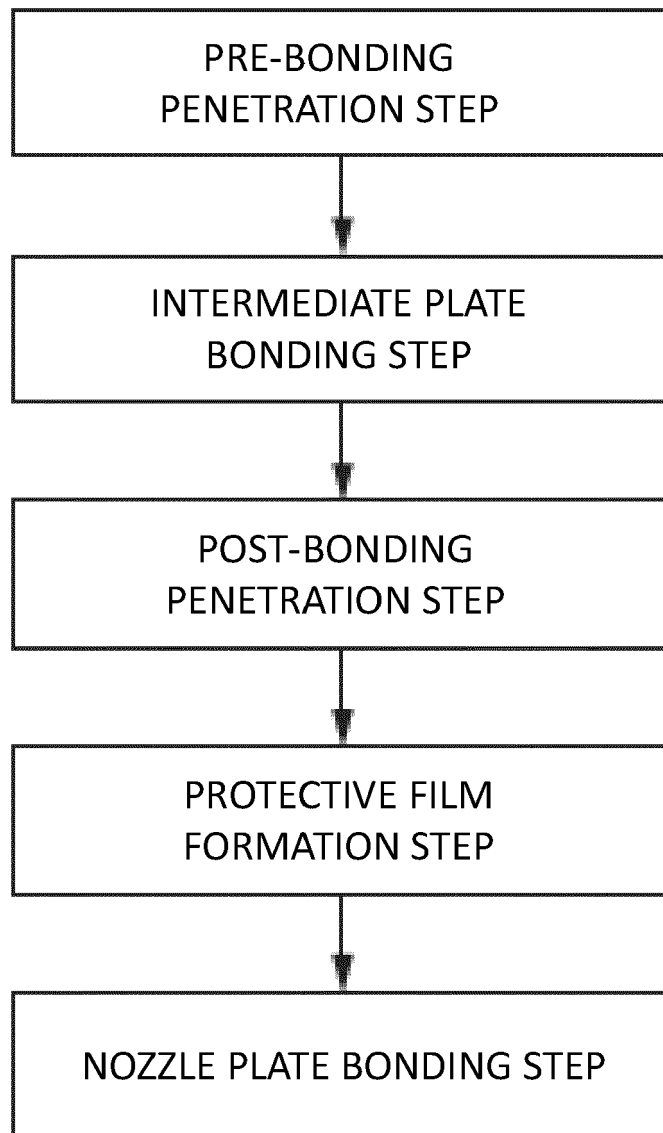 PRE-BONDING
PENETRATION STEP
INTERMEDIATE PLATE
BONDING STEP
POST-BONDING
PENETRATION STEP
PROTECTIVE FILM
FORMATION STEP
NOZZLE PLATE BONDING STEP